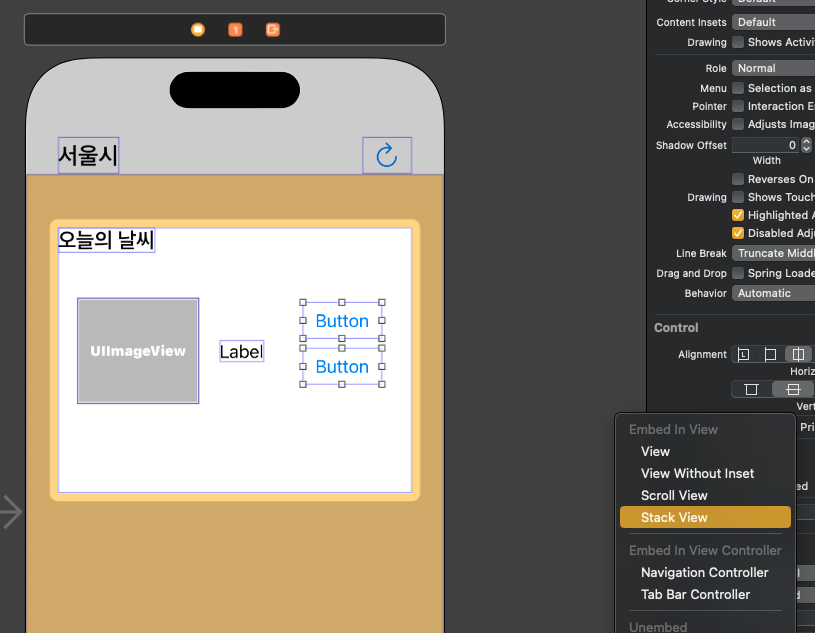 Corner Style Default
Content Insets Default
Drawing Shows Activi
1
Role Normal
Menu Selection as
Pointer Interaction E
Accessibility Adjusts Imag
Shadow Offset 0
Width
서울시
Reverses On
Drawing Shows Touch
Highlighted A
Disabled Adju
오늘의 날씨
Line Break Truncate Middl
Drag and Drop Spring Loade
Behavior Automatic
Control
UIImageView
Label
Button
Button
Alignment
Horiz
Vert
Embed In View
Pri
View
View Without Inset
Scroll View
ed
Stack View
Embed In View Controller
Navigation Controller
Tab Bar Controller
Unembed